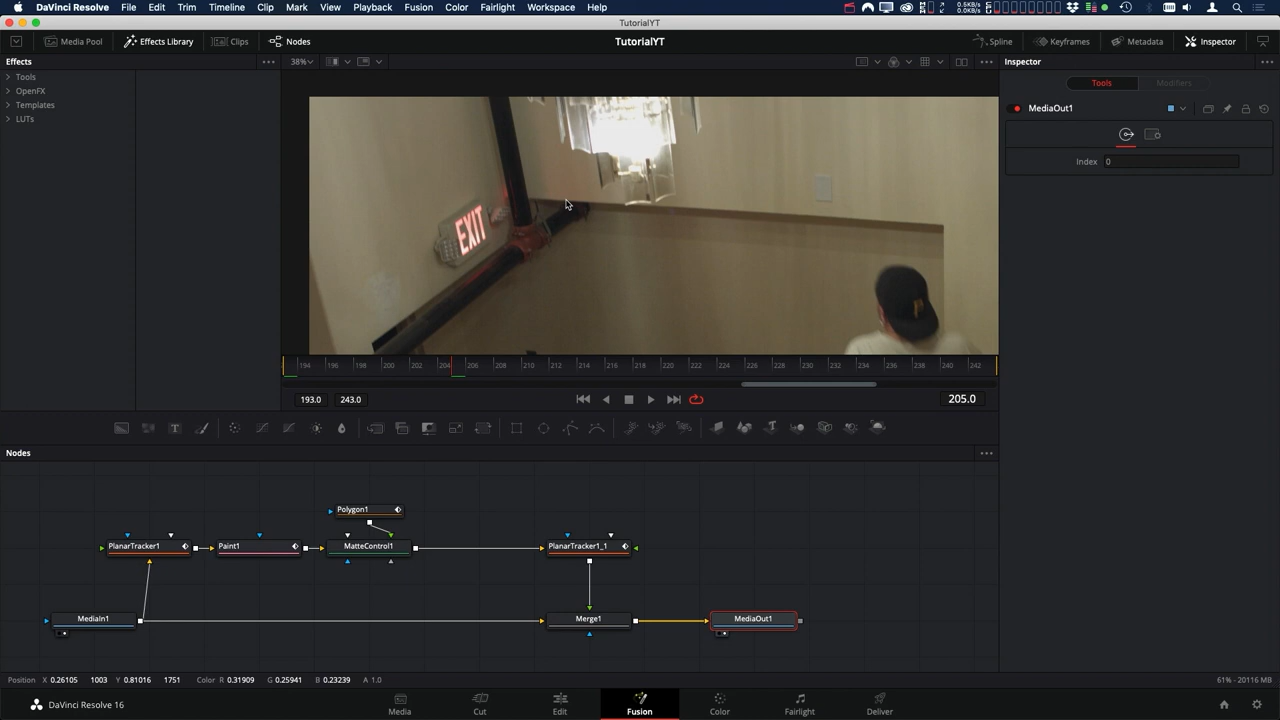 DaVinci Resolve File Edit Trim Timeline Clip Mark View Playback Fusion Color Fairlight Workspace Help
0.5KB/s
0.0KB/s
TutorialYT
Media Pool Effects Library Clips Nodes TutorialYT Spline Keyframes Metadata Inspector
Effects 38% Inspector
Tools
OpenFX
Templates
LUTs
Tools Modifiers
MediaOut1
Index 0
EXIT
194 196 198 200 202 204 206 208 210 212 214 216 218 220 222 224 226 228 230 232 234 236 238 240 242
193.0 243.0 205.0
Nodes
Polygon1
PlanarTracker1 Paint1 MatteControl1 PlanarTracker1_1
MediaIn1 Merge1 MediaOut1
Position X 0.26105 1003 Y 0.81016 1751 Color R 0.31909 G 0.25941 B 0.23239 A 1.0 61% - 20116 MB
DaVinci Resolve 16 Media Cut Edit Fusion Color Fairlight Deliver